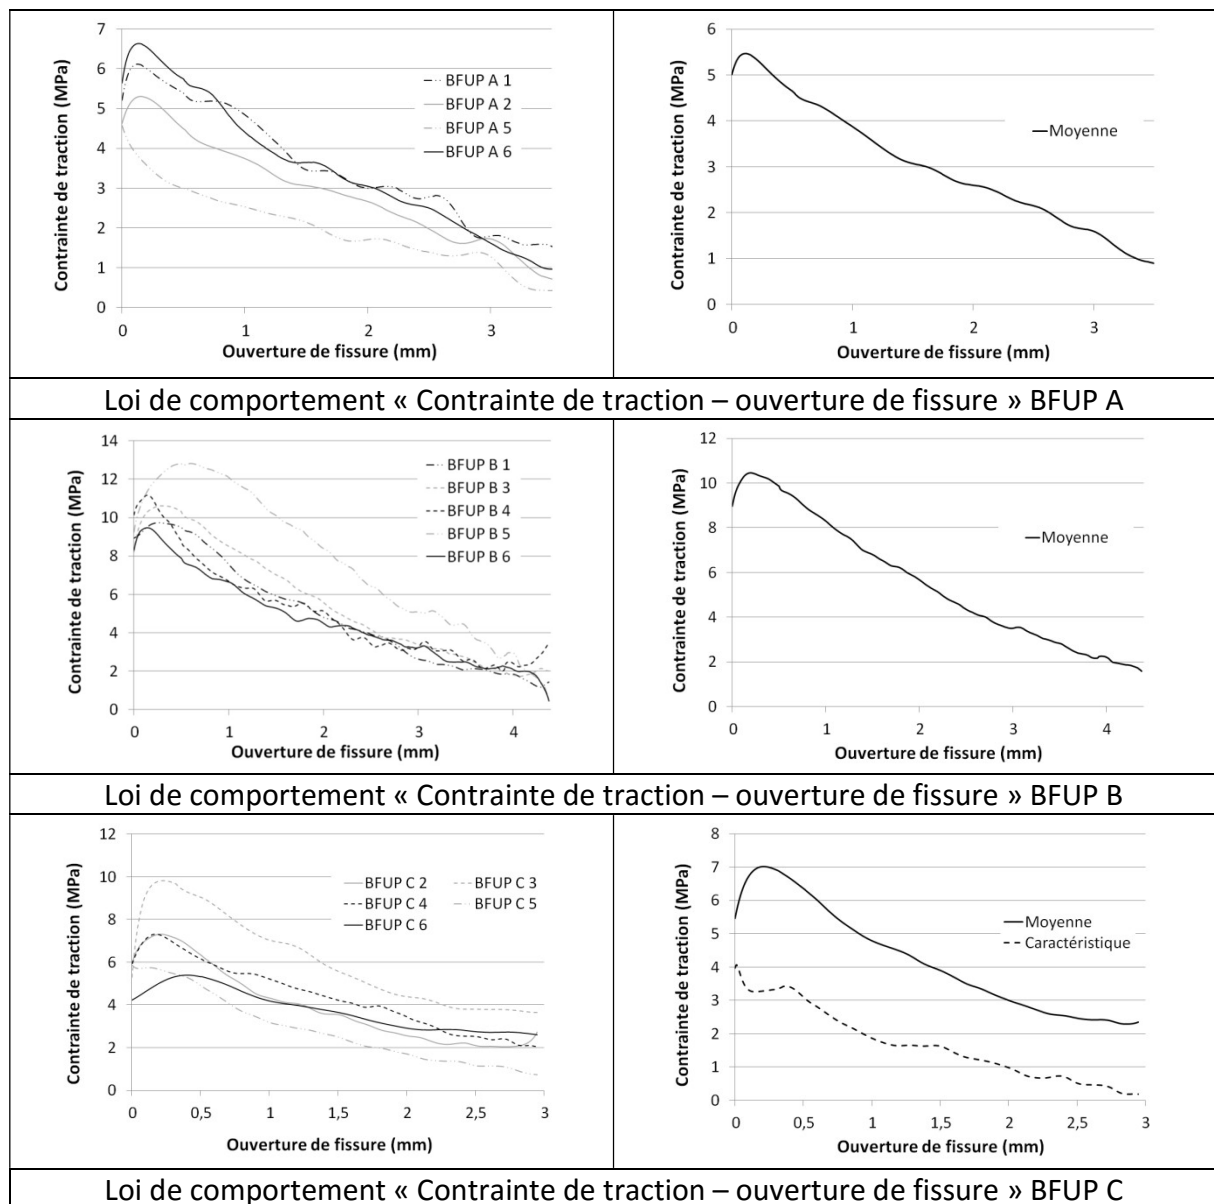 7
6
5
4
3
2
1
0
Contrainte de traction (MPa)
BFUP A 1
BFUP A 2
BFUP A 5
BFUP A 6
0 1 2 3
Ouverture de fissure (mm)
6
5
4
3
2
1
0
Contrainte de traction (MPa)
Moyenne
0 1 2 3
Ouverture de fissure (mm)
Loi de comportement « Contrainte de traction – ouverture de fissure » BFUP A
14
12
10
8
6
4
2
0
Contrainte de traction (MPa)
BFUP B 1
BFUP B 3
BFUP B 4
BFUP B 5
BFUP B 6
0 1 2 3 4
Ouverture de fissure (mm)
12
10
8
6
4
2
0
Contrainte de traction (MPa)
Moyenne
0 1 2 3 4
Ouverture de fissure (mm)
Loi de comportement « Contrainte de traction – ouverture de fissure » BFUP B
12
10
8
6
4
2
0
Contrainte de traction (MPa)
BFUP C 2 BFUP C 3
BFUP C 4 BFUP C 5
BFUP C 6
0 0,5 1 1,5 2 2,5 3
Ouverture de fissure (mm)
8
7
6
5
4
3
2
1
0
Contrainte de traction (MPa)
Moyenne
Caractéristique
0 0,5 1 1,5 2 2,5 3
Ouverture de fissure (mm)
Loi de comportement « Contrainte de traction – ouverture de fissure » BFUP C